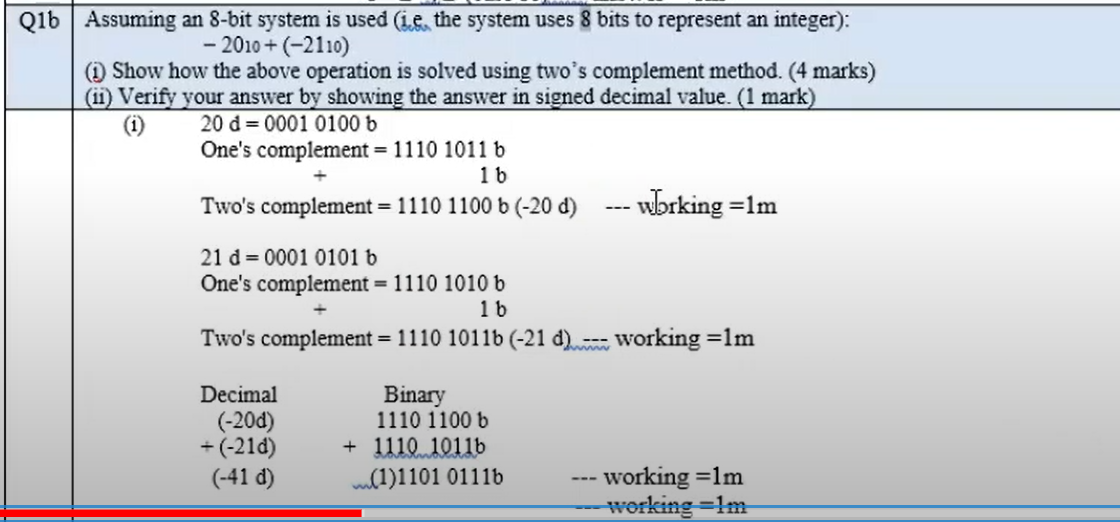 Q1b Assuming an 8-bit system is used (i.e. the system uses 8 bits to represent an integer):
− 20₁₀ + (−21₁₀)
(i) Show how the above operation is solved using two's complement method. (4 marks)
(ii) Verify your answer by showing the answer in signed decimal value. (1 mark)
(i) 20 d = 0001 0100 b
One's complement = 1110 1011 b
+ 1 b
Two's complement = 1110 1100 b (-20 d) --- working =1m
21 d = 0001 0101 b
One's complement = 1110 1010 b
+ 1 b
Two's complement = 1110 1011b (-21 d) --- working =1m
Decimal Binary
(-20d) 1110 1100 b
+ (-21d) + 1110 1011b
(-41 d) (1)1101 0111b --- working =1m
--- working =1m